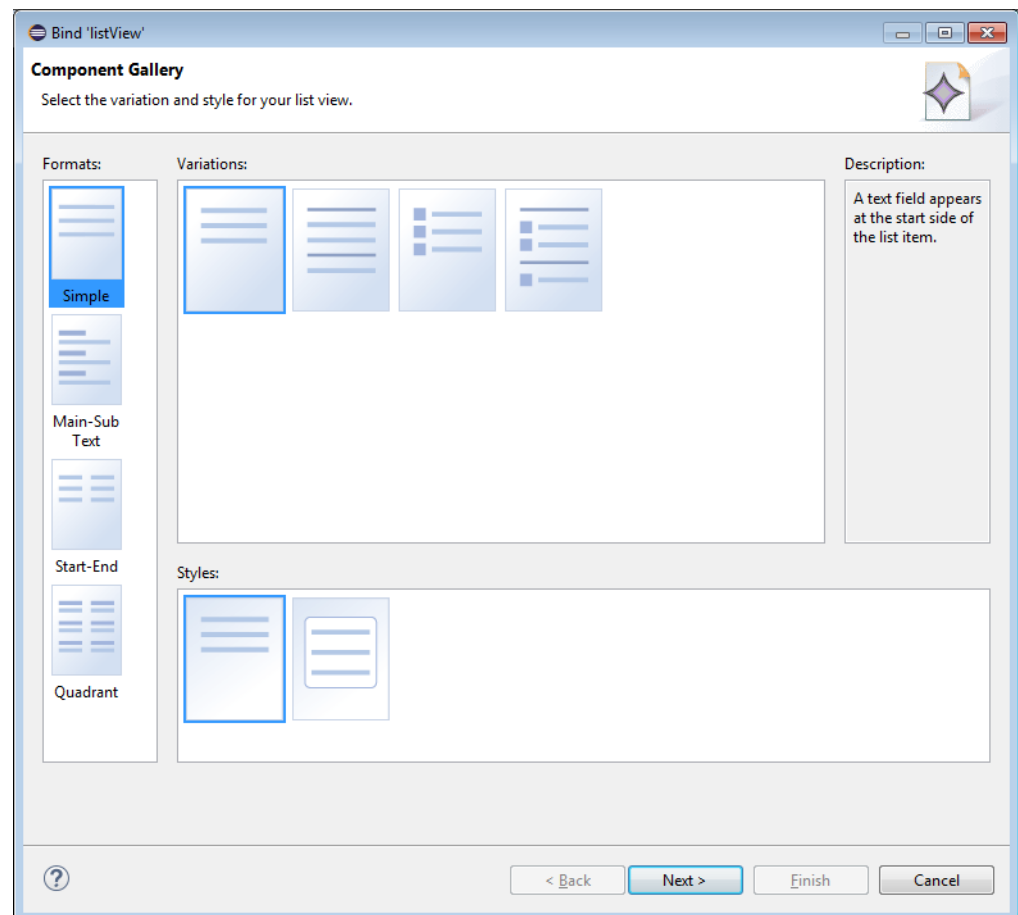 Bind 'listView'
Component Gallery
Select the variation and style for your list view.
Formats:
Variations:
Description:
Simple
Main-Sub
Text
Start-End
Quadrant
A text field appears
at the start side of
the list item.
Styles:
?
< Back
Next >
Finish
Cancel